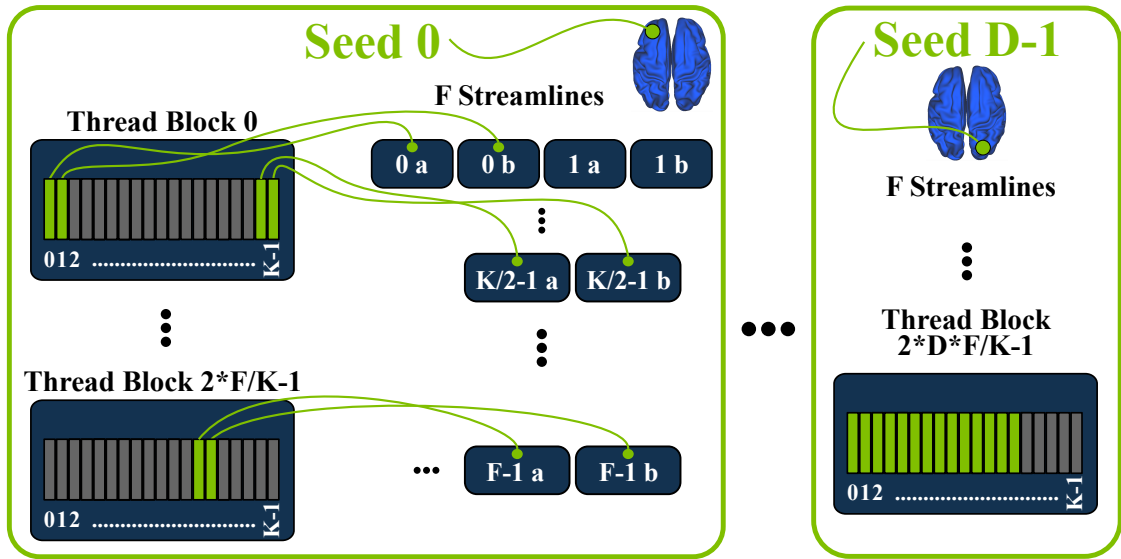 Seed 0
F Streamlines
Thread Block 0
0 a
0 b
1 a
1 b
012 ............................ K-1
K/2-1 a
K/2-1 b
Thread Block 2*F/K-1
012 ............................ K-1
F-1 a
F-1 b
Seed D-1
F Streamlines
Thread Block
2*D*F/K-1
012 ............................ K-1